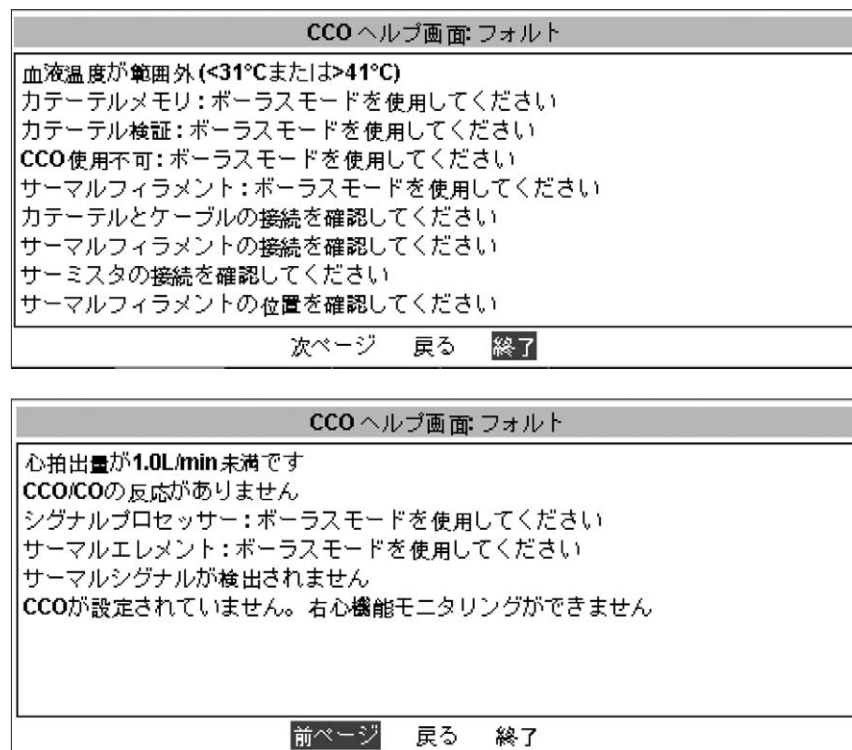 CCO ヘルプ画面: フォルト
血液温度が範囲外 (<31°Cまたは>41°C)
カテーテルメモリ：ボーラスモードを使用してください
カテーテル検証：ボーラスモードを使用してください
CCO使用不可：ボーラスモードを使用してください
サーマルフィラメント：ボーラスモードを使用してください
カテーテルとケーブルの接続を確認してください
サーマルフィラメントの接続を確認してください
サーミスタの接続を確認してください
サーマルフィラメントの位置を確認してください
次ページ 戻る 終了
CCO ヘルプ画面: フォルト
心拍出量が1.0L/min未満です
CCO/COの反応がありません
シグナルプロセッサー：ボーラスモードを使用してください
サーマルエレメント：ボーラスモードを使用してください
サーマルシグナルが検出されません
CCOが設定されていません。右心機能モニタリングができません
前ページ 戻る 終了